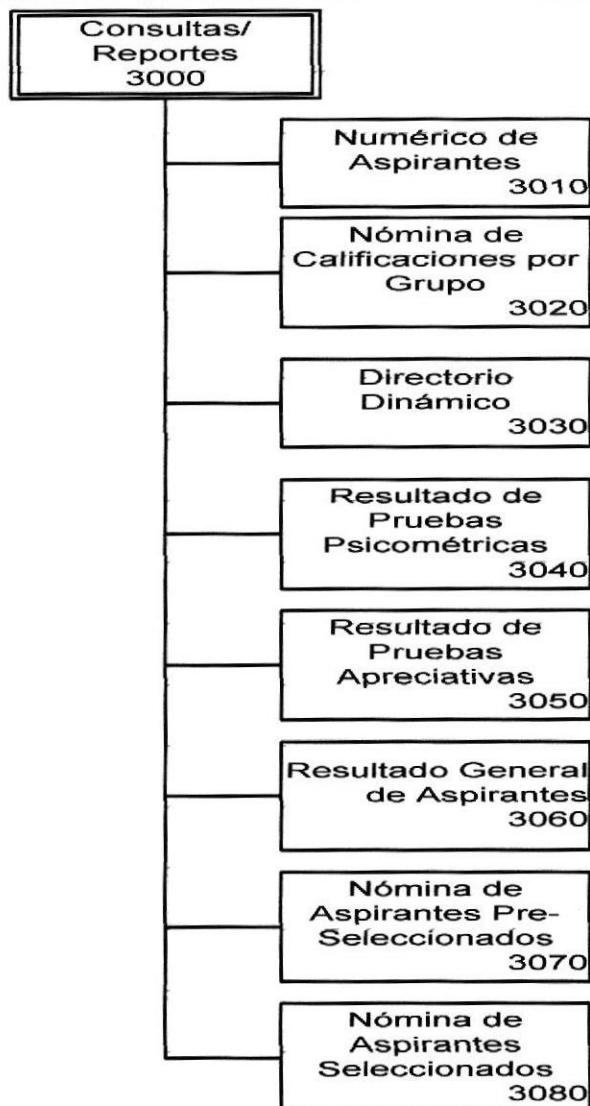 Consultas/
Reportes
3000
Numérico de
Aspirantes
3010
Nómina de
Calificaciones por
Grupo
3020
Directorio
Dinámico
3030
Resultado de
Pruebas
Psicométricas
3040
Resultado de
Pruebas
Apreciativas
3050
Resultado General
de Aspirantes
3060
Nómina de
Aspirantes Pre-
Seleccionados
3070
Nómina de
Aspirantes
Seleccionados
3080